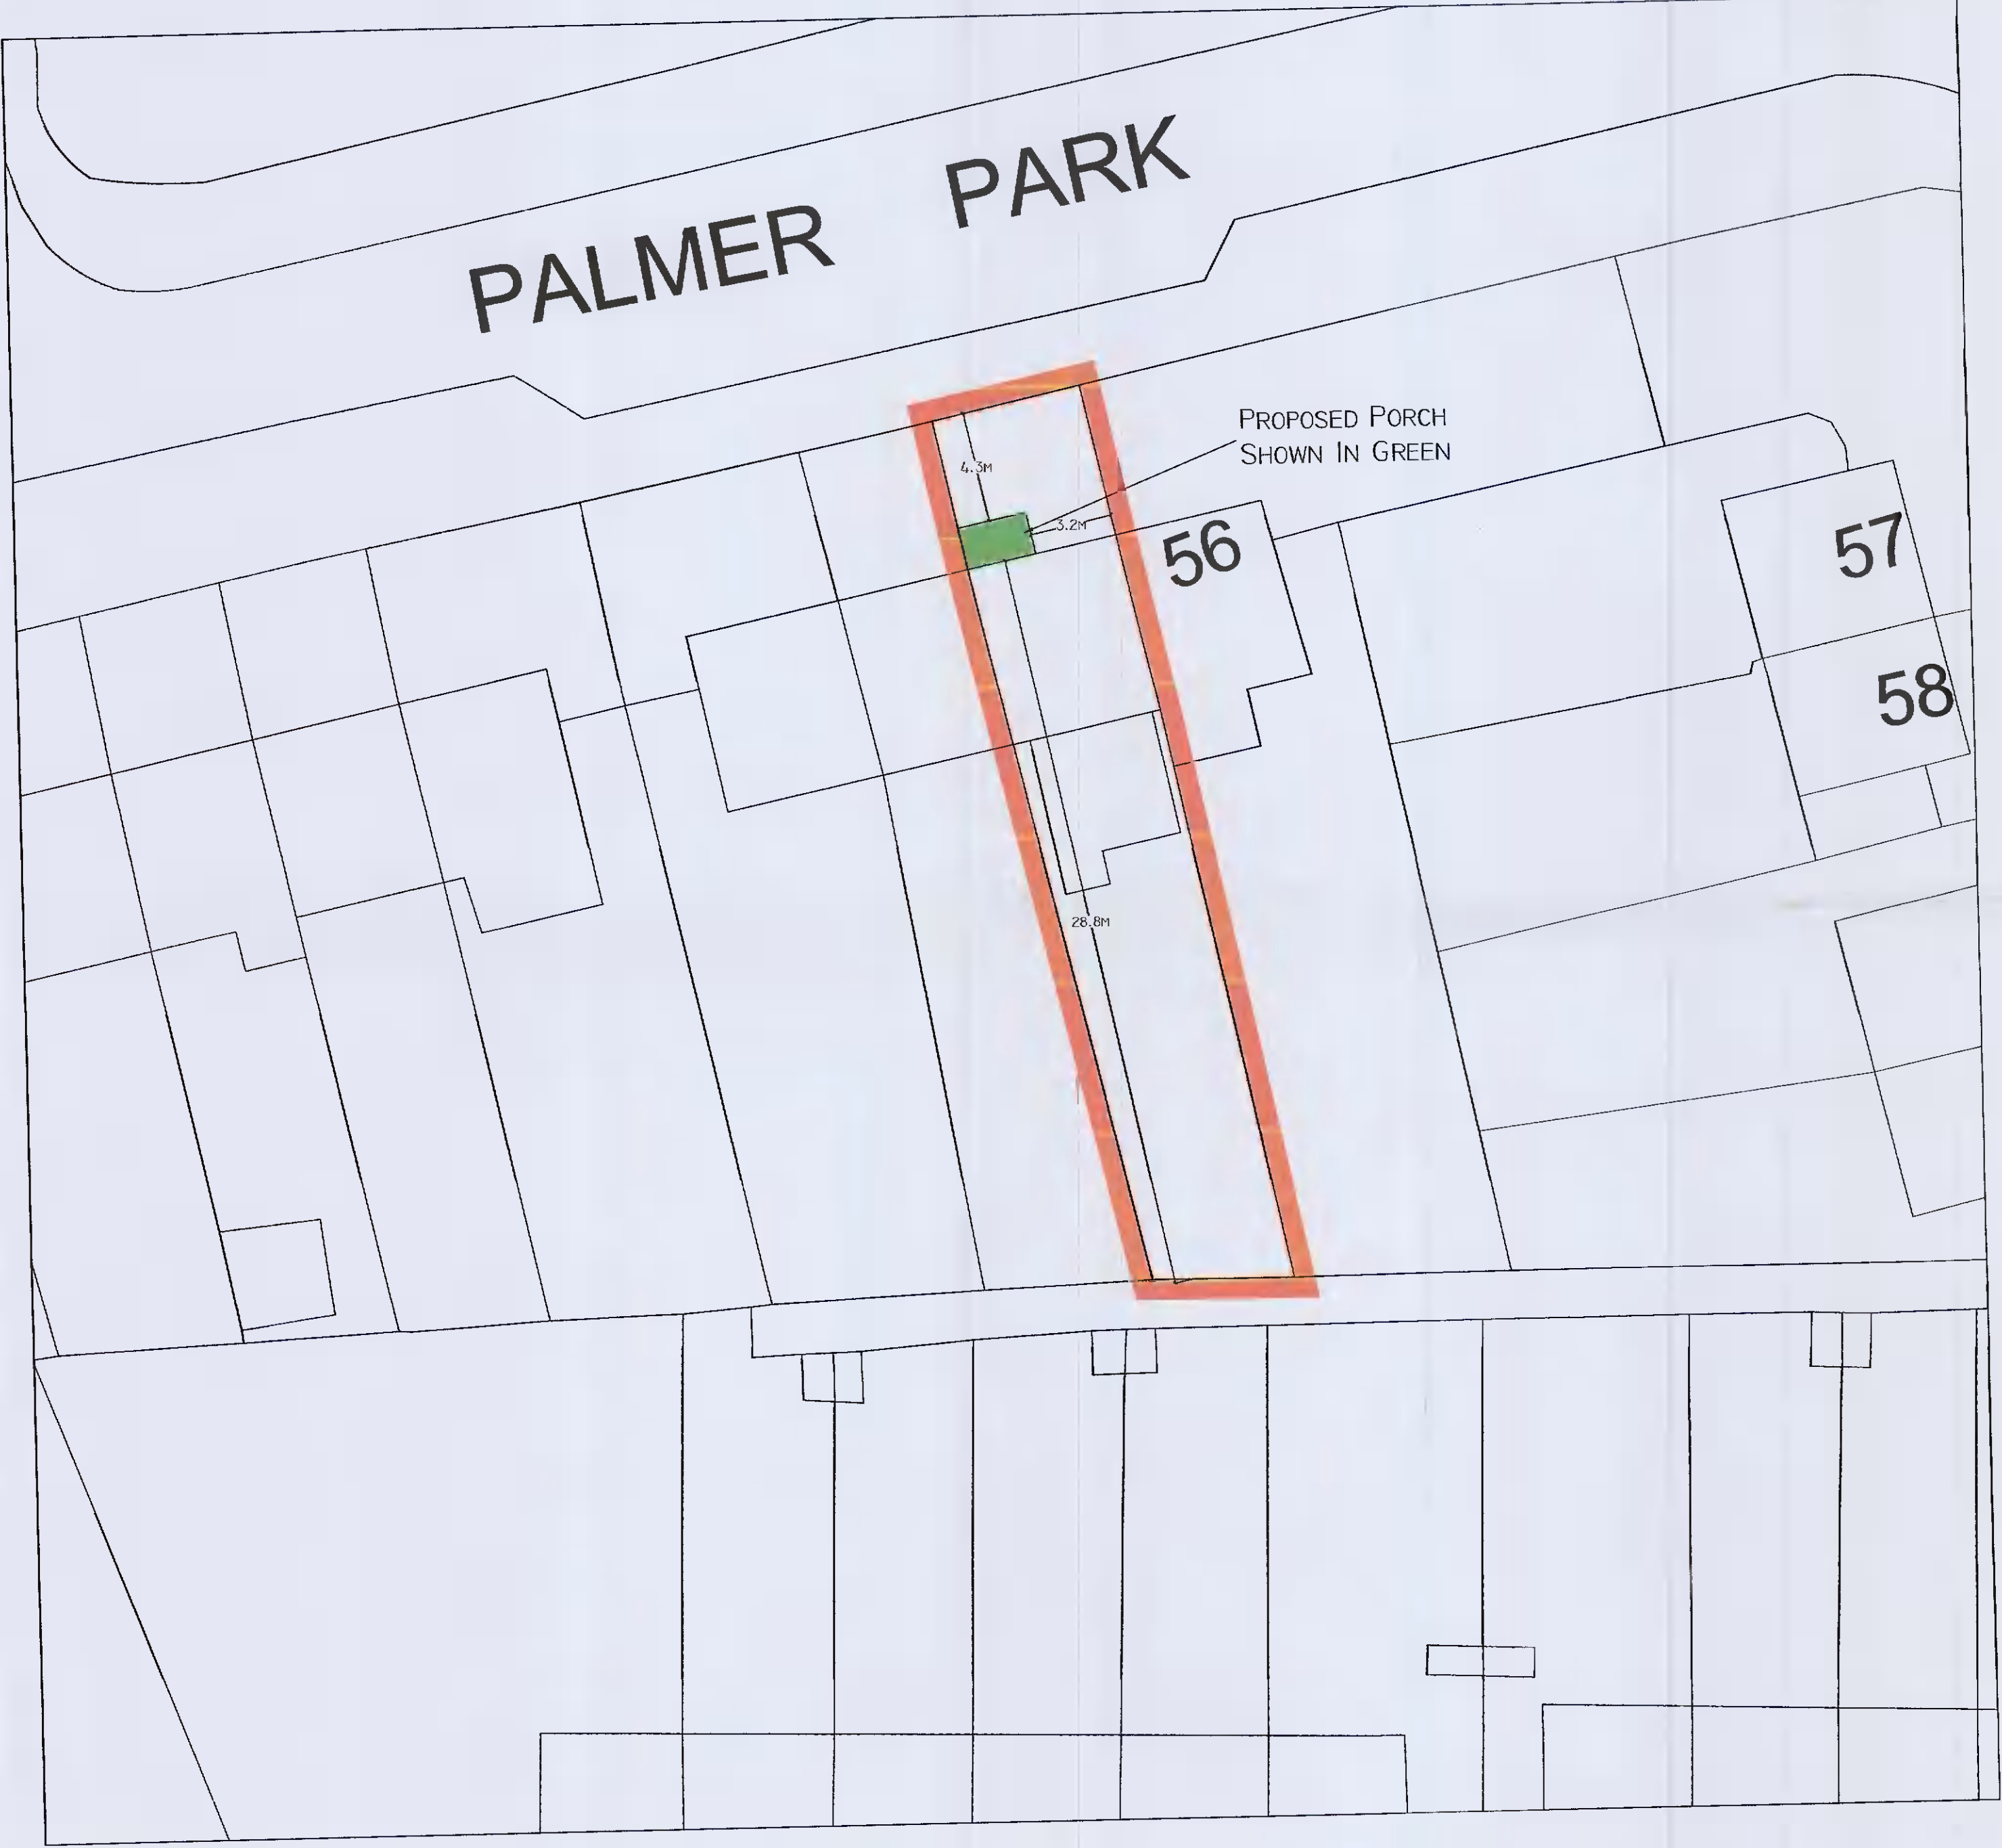 PALMER PARK
PROPOSED PORCH
SHOWN IN GREEN
4.3M
3.2M
56
57
58
28.8M